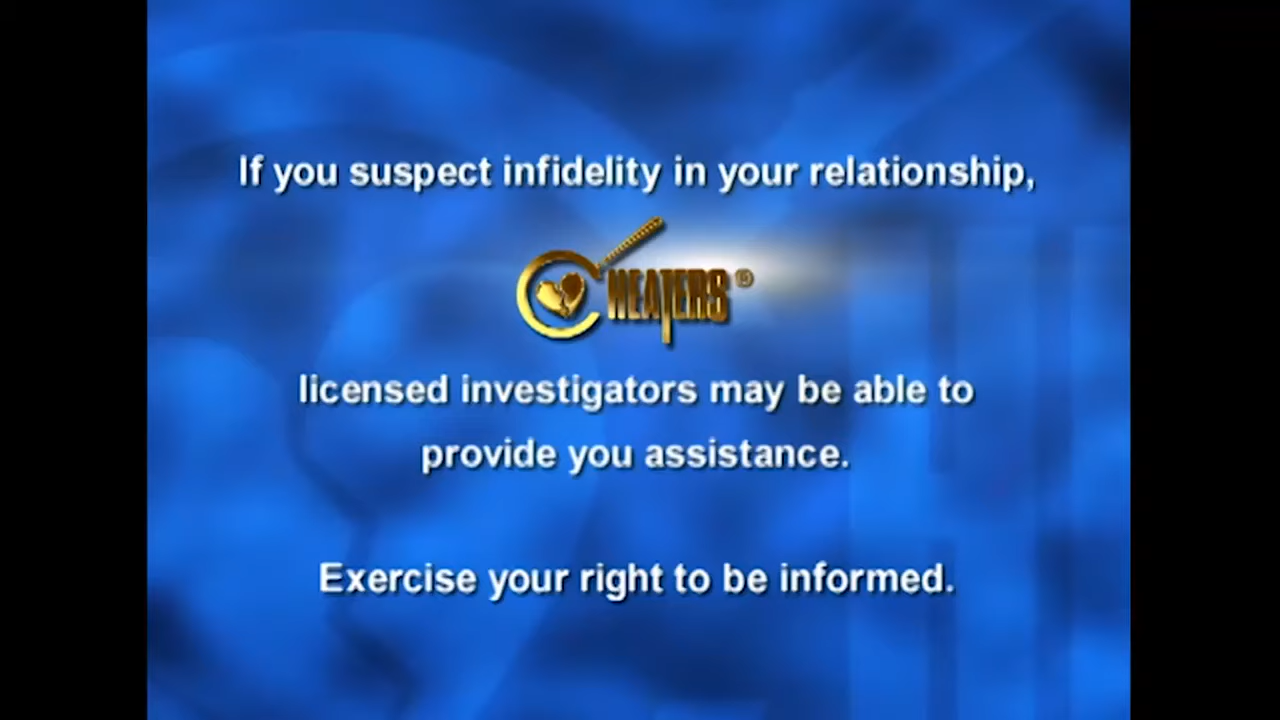 If you suspect infidelity in your relationship,
CHEATERS ®
licensed investigators may be able to
provide you assistance.
Exercise your right to be informed.